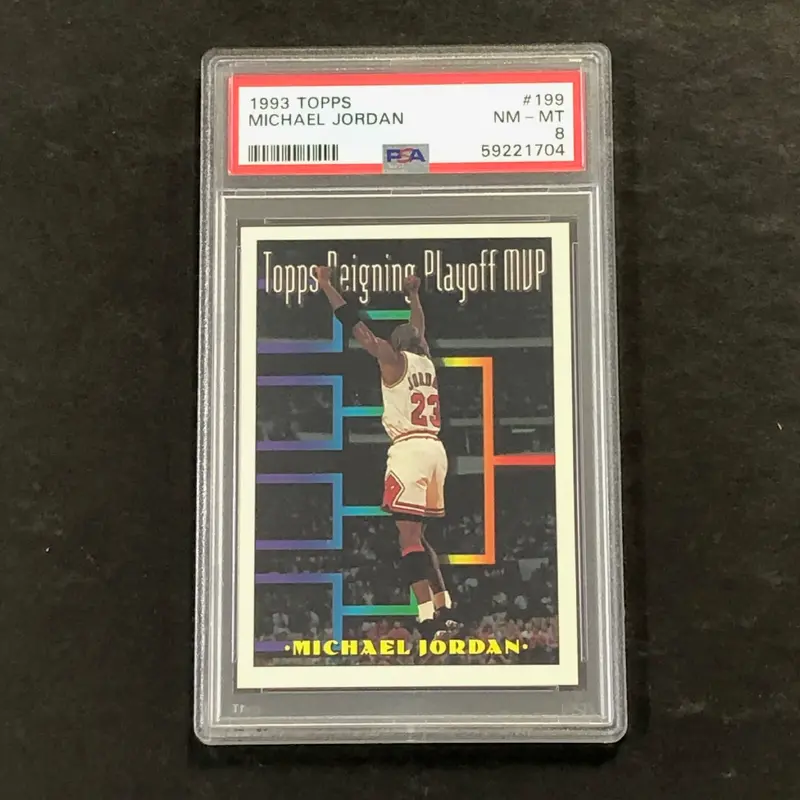 1993 TOPPS
#199
MICHAEL JORDAN
NM - MT
8
PSA
59221704
Topps Reigning Playoff MVP
JORDAN
23
·MICHAEL JORDAN·